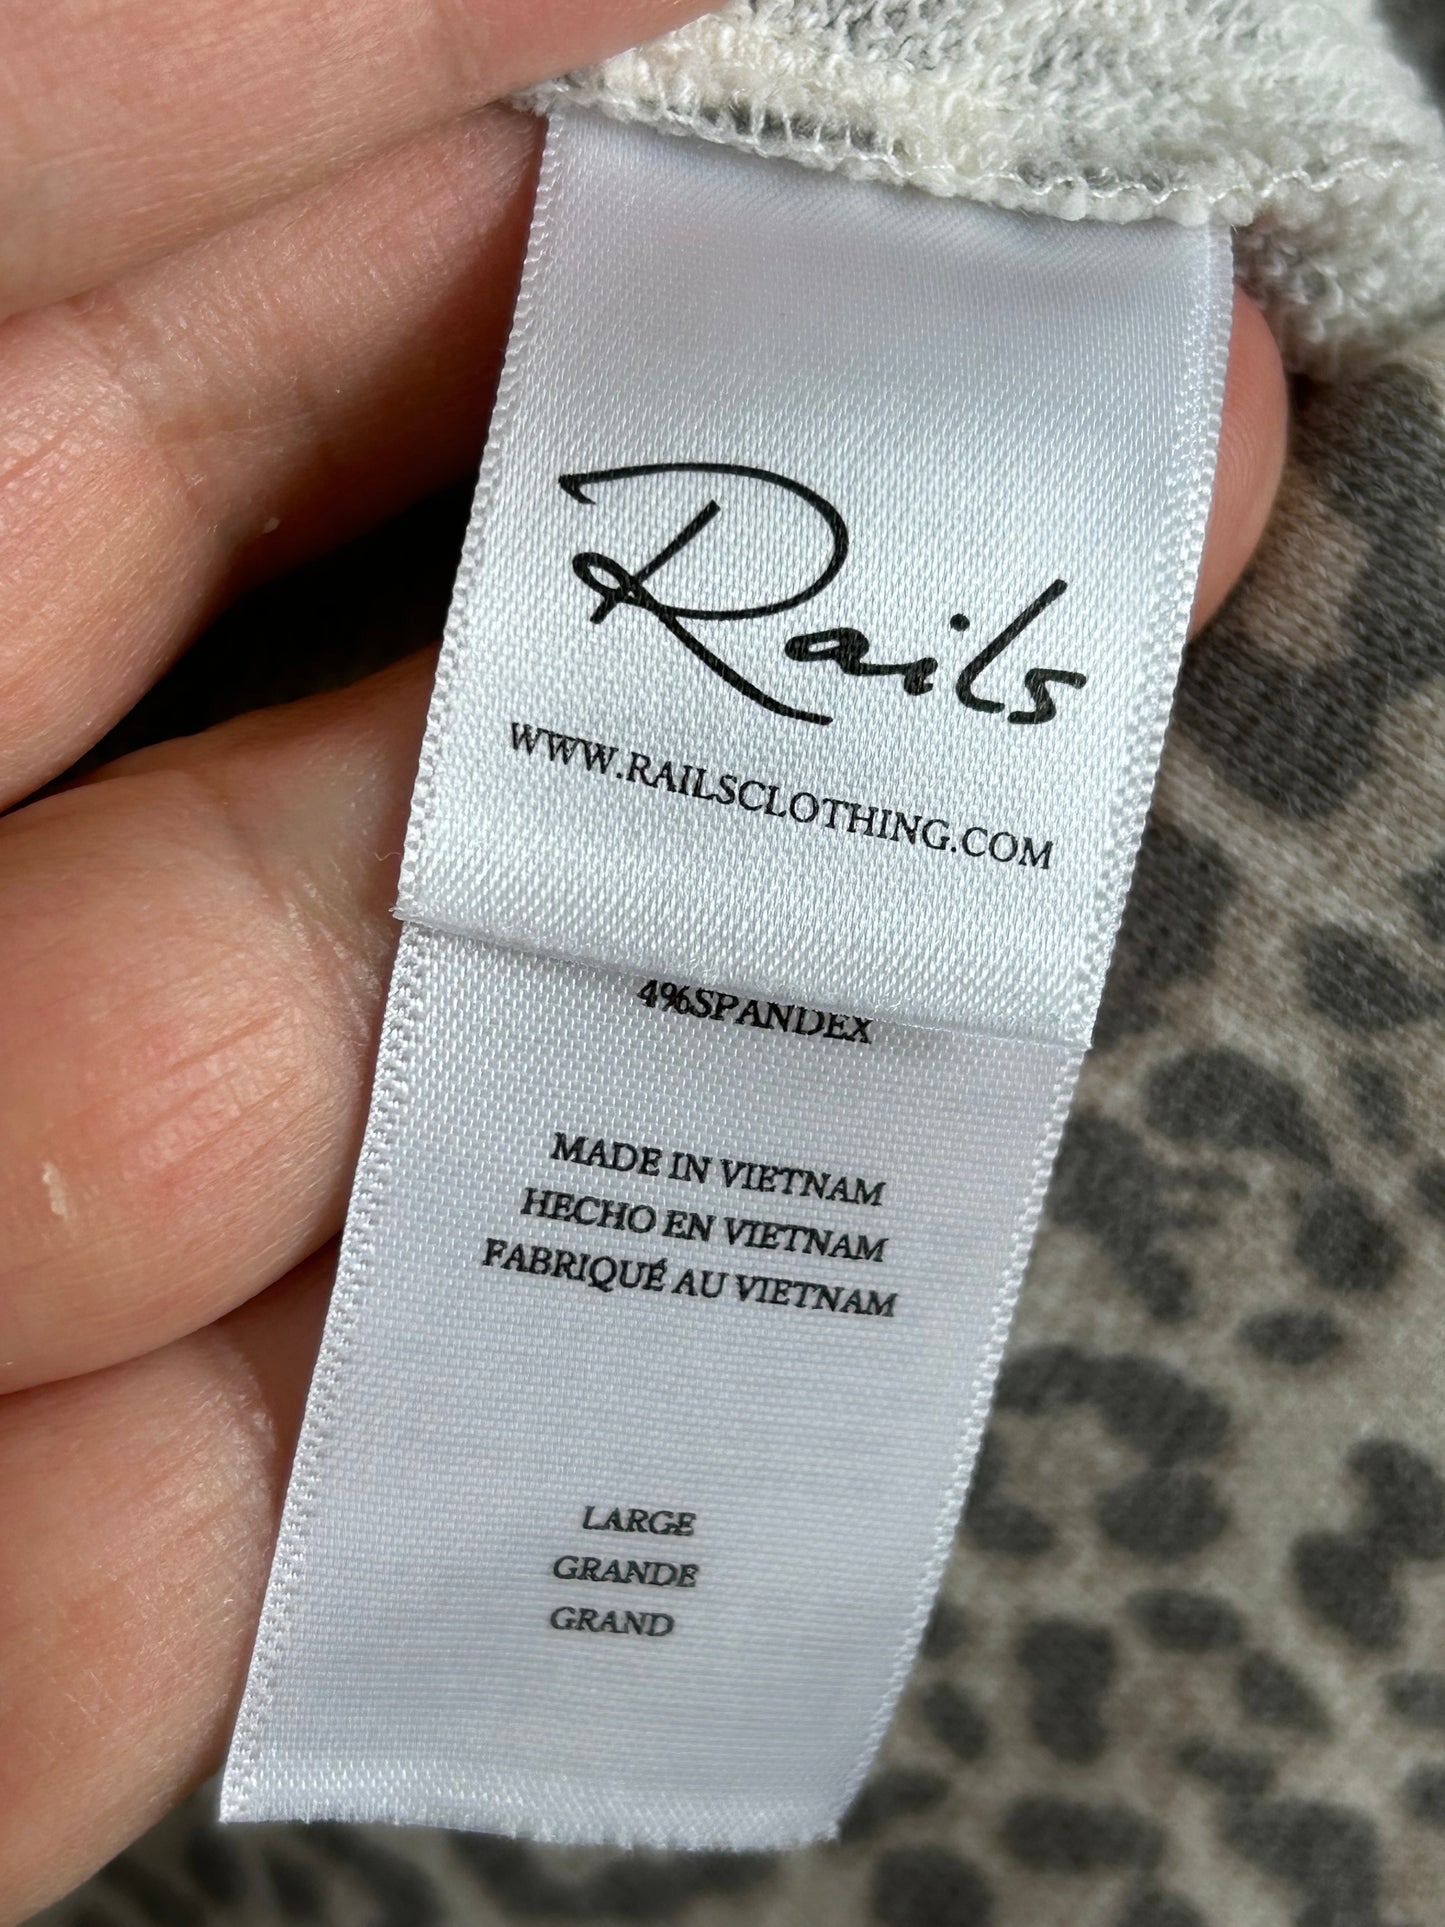 Rails
WWW.RAILSCLOTHING.COM
4%SPANDEX
MADE IN VIETNAM
HECHO EN VIETNAM
FABRIQUÉ AU VIETNAM
LARGE
GRANDE
GRAND